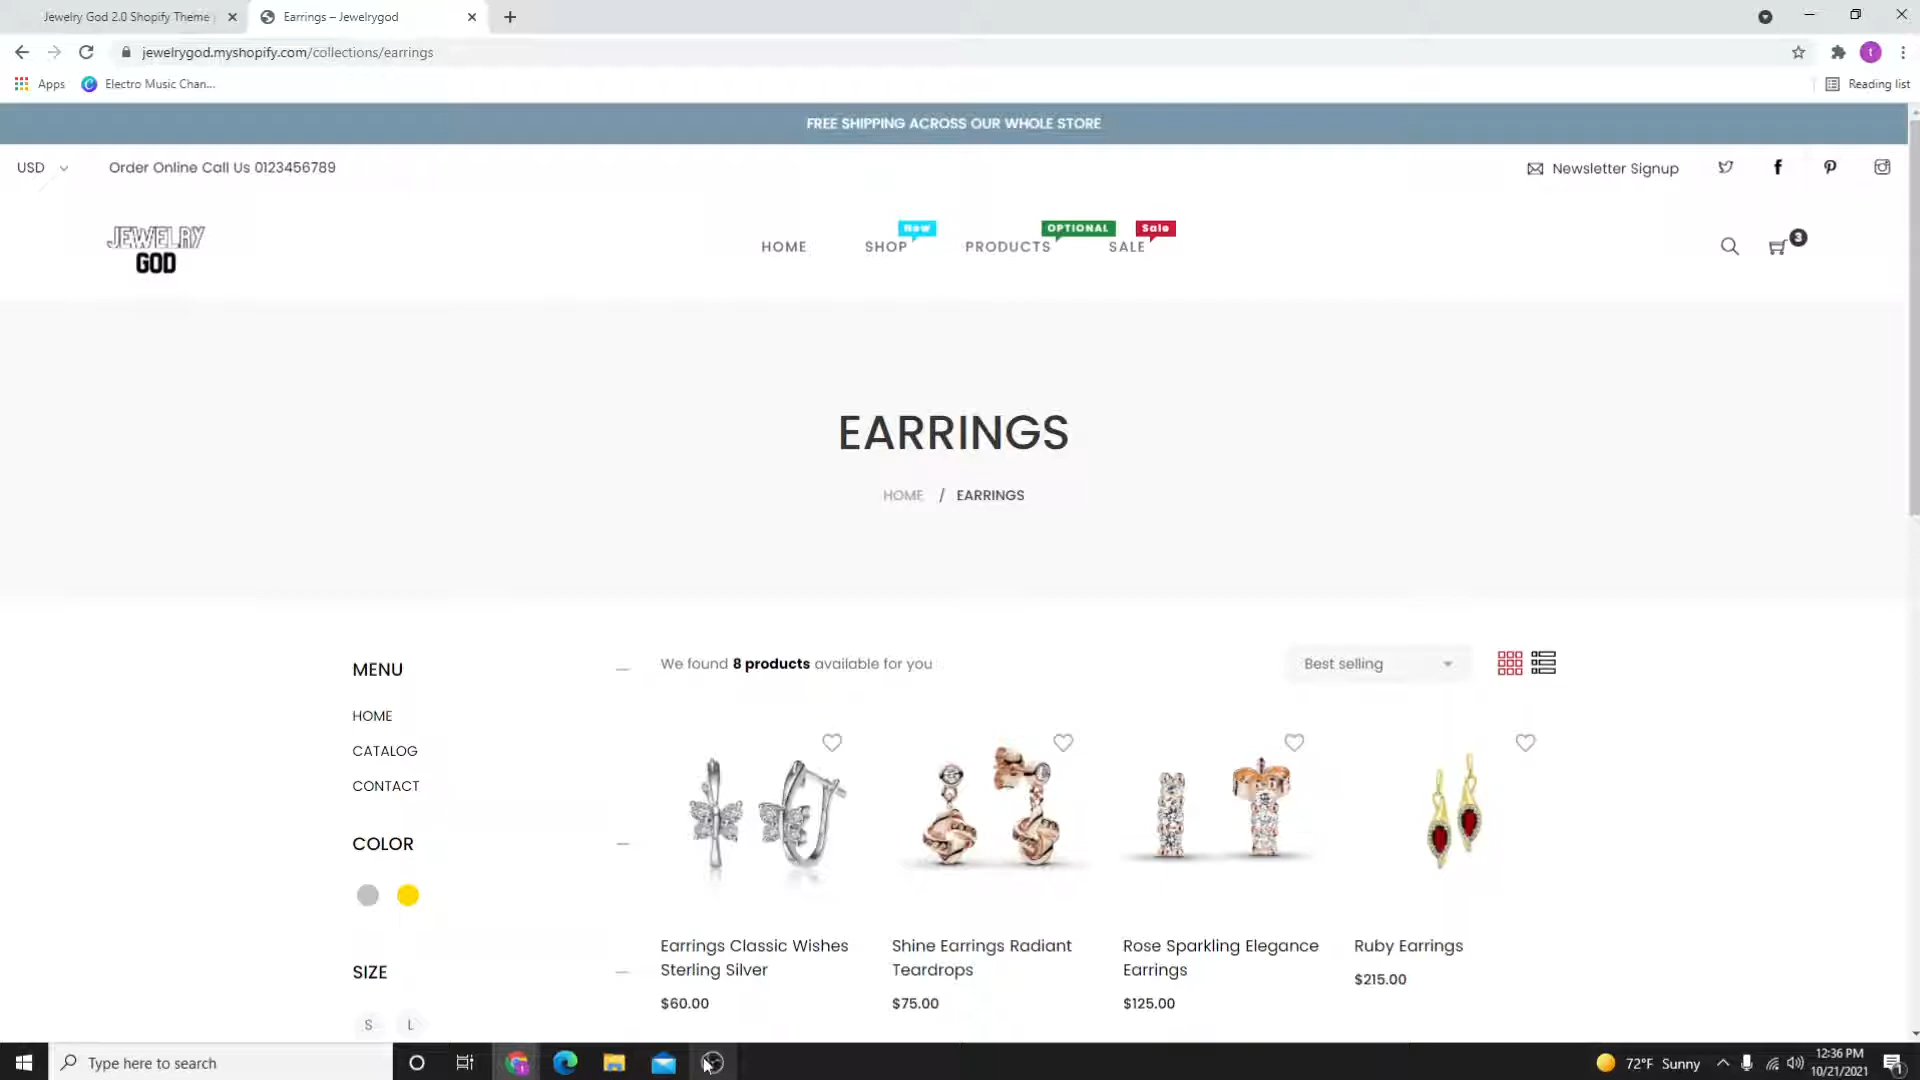 Jewelry God 2.0 Shopify Theme
Earrings – Jewelrygod
jewelrygod.myshopify.com/collections/earrings
Apps
Electro Music Chan...
Reading list
FREE SHIPPING ACROSS OUR WHOLE STORE
USD
Order Online Call Us 0123456789
Newsletter Signup
JEWELRY
GOD
HOME
SHOP
New
PRODUCTS
OPTIONAL
SALE
Sale
3
EARRINGS
HOME / EARRINGS
MENU
HOME
CATALOG
CONTACT
COLOR
SIZE
S
L
We found 8 products available for you
Best selling
Earrings Classic Wishes
Sterling Silver
$60.00
Shine Earrings Radiant
Teardrops
$75.00
Rose Sparkling Elegance
Earrings
$125.00
Ruby Earrings
$215.00
Type here to search
72°F Sunny
12:36 PM
10/21/2021
1